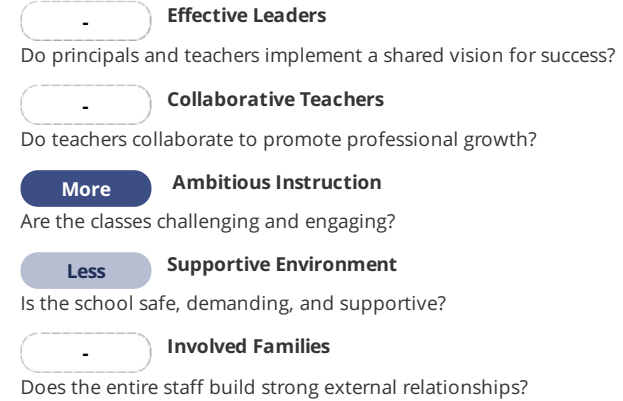 - Effective Leaders
Do principals and teachers implement a shared vision for success?
- Collaborative Teachers
Do teachers collaborate to promote professional growth?
More Ambitious Instruction
Are the classes challenging and engaging?
Less Supportive Environment
Is the school safe, demanding, and supportive?
- Involved Families
Does the entire staff build strong external relationships?